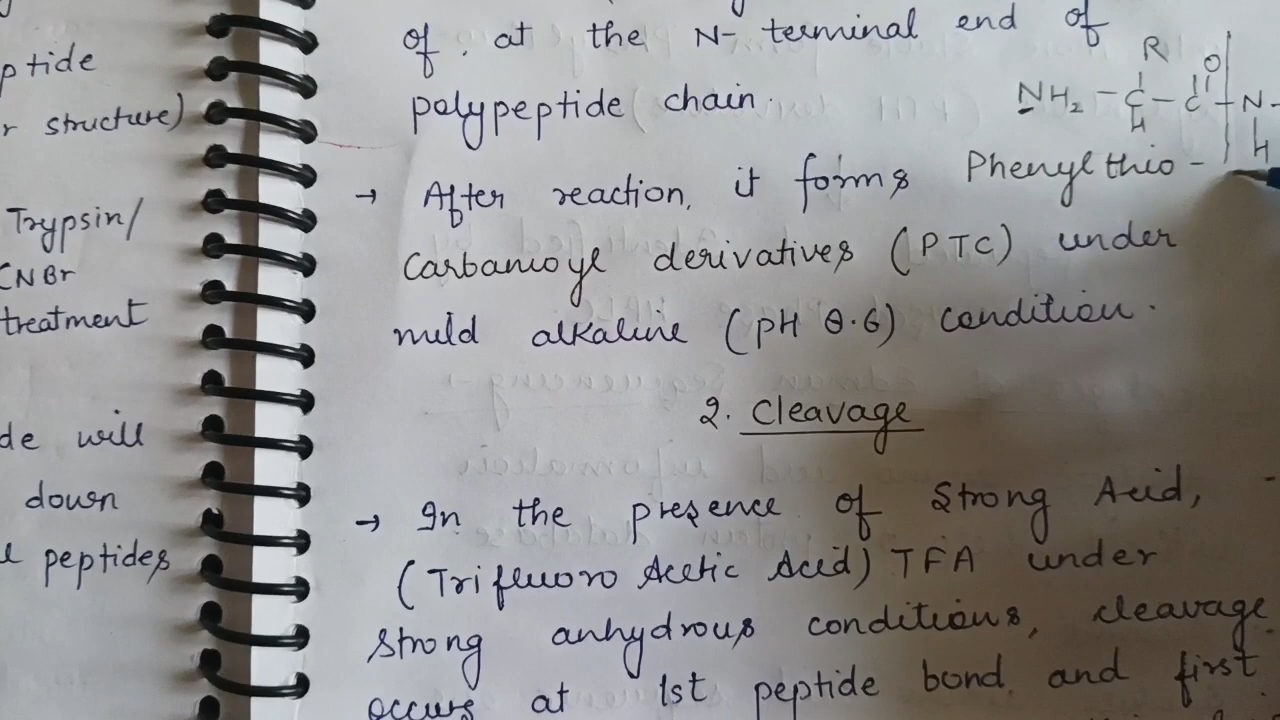 ptide
r structure)
Trypsin/
CNBr
treatment
de will
down
l peptides
of, at the N- terminal end of
polypeptide chain.
R O
NH2 - C - C - N-
H H
→ After reaction, it forms Phenylthio -
Carbamoyl derivatives (PTC) under
mild alkaline (pH 8.6) condition.
2. Cleavage
→ In the presence of Strong Acid,
(Trifluoro Acetic Acid) TFA under
strong anhydrous conditions, cleavage
occurs at 1st peptide bond and first